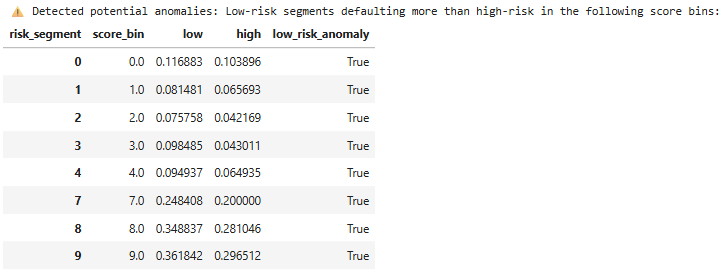 ⚠ Detected potential anomalies: Low-risk segments defaulting more than high-risk in the following score bins:
risk_segment score_bin low high low_risk_anomaly
0 0.0 0.116883 0.103896 True
1 1.0 0.081481 0.065693 True
2 2.0 0.075758 0.042169 True
3 3.0 0.098485 0.043011 True
4 4.0 0.094937 0.064935 True
7 7.0 0.248408 0.200000 True
8 8.0 0.348837 0.281046 True
9 9.0 0.361842 0.296512 True